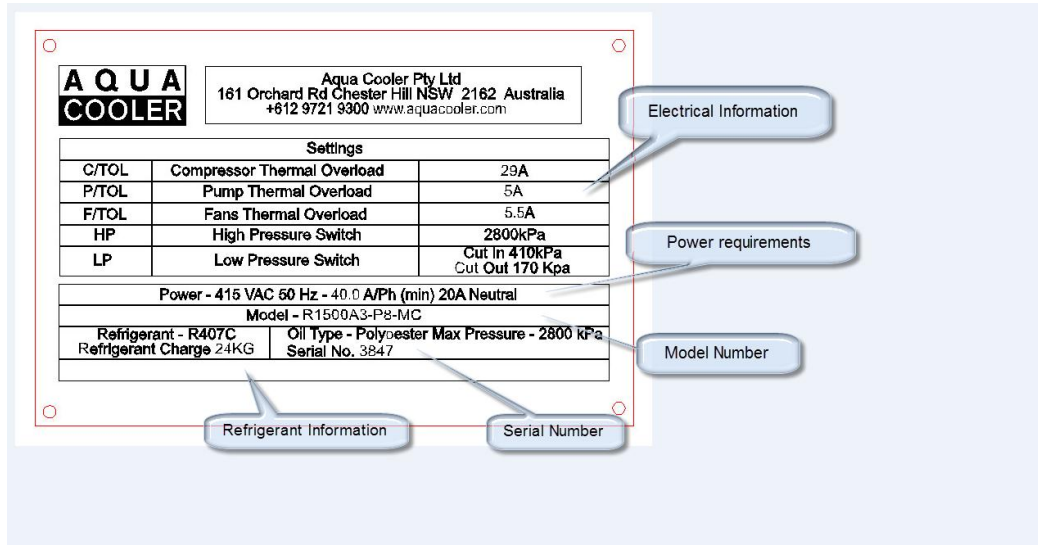 AQUA
COOLER
Aqua Cooler Pty Ltd
161 Orchard Rd Chester Hill NSW 2162 Australia
+612 9721 9300 www.aquacooler.com
Electrical Information
Settings
C/TOL Compressor Thermal Overload 29A
P/TOL Pump Thermal Overload 5A
F/TOL Fans Thermal Overload 5.5A
HP High Pressure Switch 2800kPa
LP Low Pressure Switch Cut In 410kPa
Cut Out 170 Kpa
Power requirements
Power - 415 VAC 50 Hz - 40.0 A/Ph (min) 20A Neutral
Model - R1500A3-P8-MC
Refrigerant - R407C
Refrigerant Charge 24KG
Oil Type - Polyoester Max Pressure - 2800 kPa
Serial No. 3847
Model Number
Refrigerant Information
Serial Number